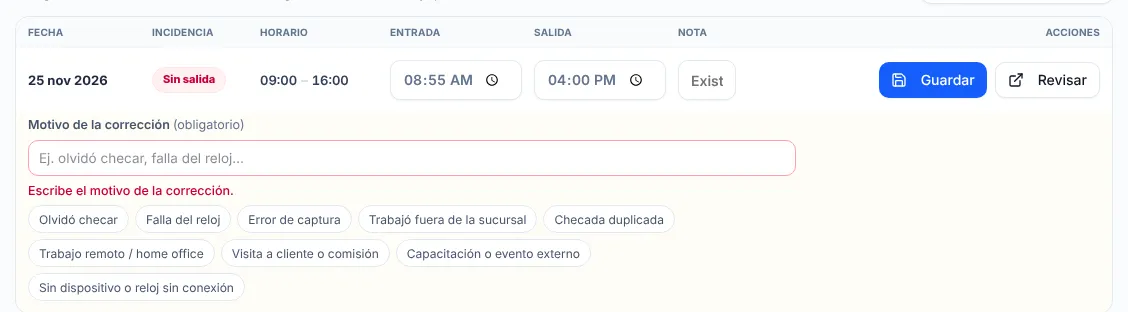 FECHA INCIDENCIA HORARIO ENTRADA SALIDA NOTA ACCIONES
25 nov 2026 Sin salida 09:00 – 16:00 08:55 AM 04:00 PM Exist Guardar Revisar
Motivo de la corrección (obligatorio)
Ej. olvidó checar, falla del reloj...
Escribe el motivo de la corrección.
Olvidó checar Falla del reloj Error de captura Trabajó fuera de la sucursal Checada duplicada
Trabajo remoto / home office Visita a cliente o comisión Capacitación o evento externo
Sin dispositivo o reloj sin conexión